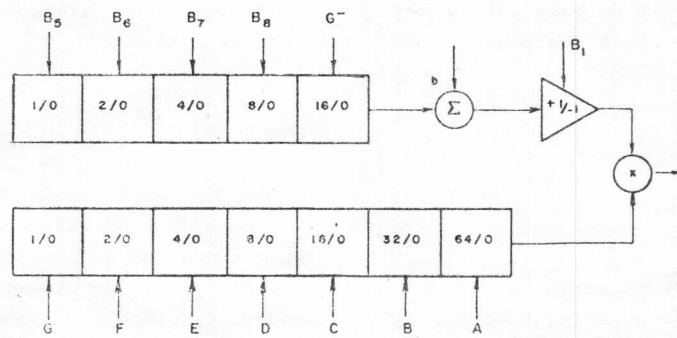 B5 B6 B7 B8 G-
b B1
1/0 2/0 4/0 8/0 16/0 Σ +1/-1
x
1/0 2/0 4/0 8/0 16/0 32/0 64/0
G F E D C B A